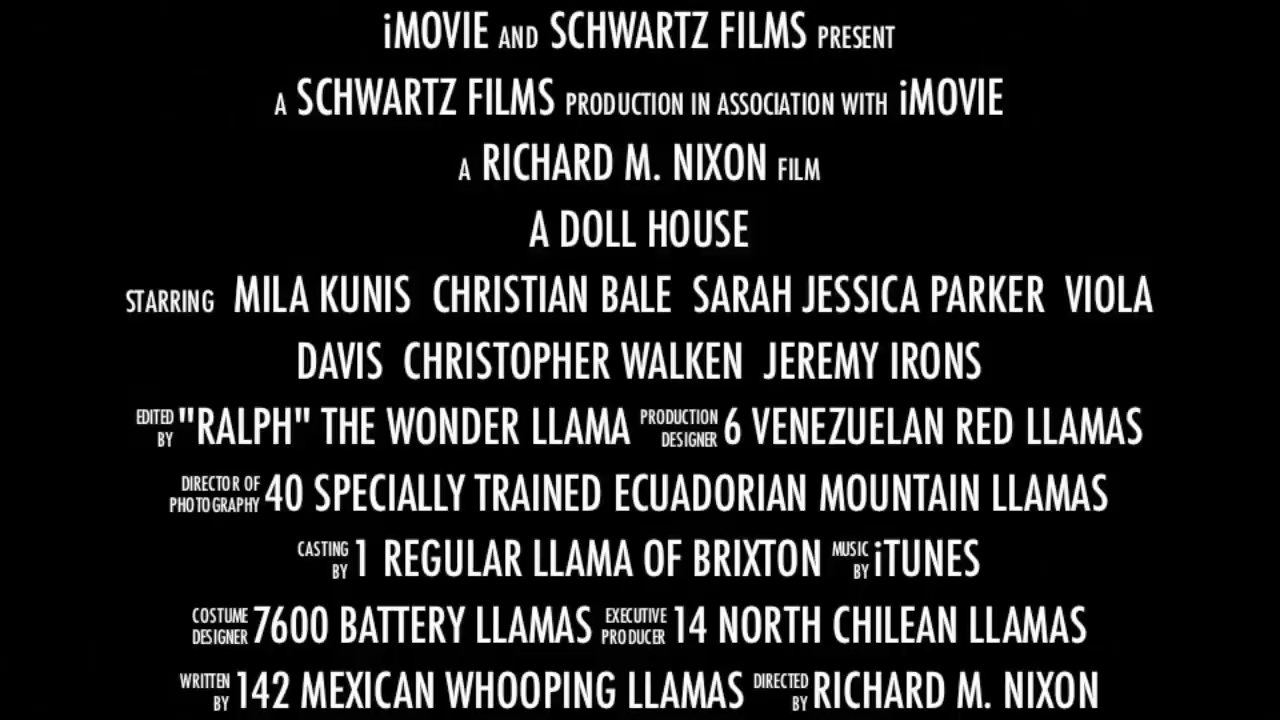 iMOVIE AND SCHWARTZ FILMS PRESENT
A SCHWARTZ FILMS PRODUCTION IN ASSOCIATION WITH iMOVIE
A RICHARD M. NIXON FILM
A DOLL HOUSE
STARRING MILA KUNIS CHRISTIAN BALE SARAH JESSICA PARKER VIOLA
DAVIS CHRISTOPHER WALKEN JEREMY IRONS
EDITED BY "RALPH" THE WONDER LLAMA PRODUCTION DESIGNER 6 VENEZUELAN RED LLAMAS
DIRECTOR OF PHOTOGRAPHY 40 SPECIALLY TRAINED ECUADORIAN MOUNTAIN LLAMAS
CASTING BY 1 REGULAR LLAMA OF BRIXTON MUSIC BY iTUNES
COSTUME DESIGNER 7600 BATTERY LLAMAS EXECUTIVE PRODUCER 14 NORTH CHILEAN LLAMAS
WRITTEN BY 142 MEXICAN WHOOPING LLAMAS DIRECTED BY RICHARD M. NIXON